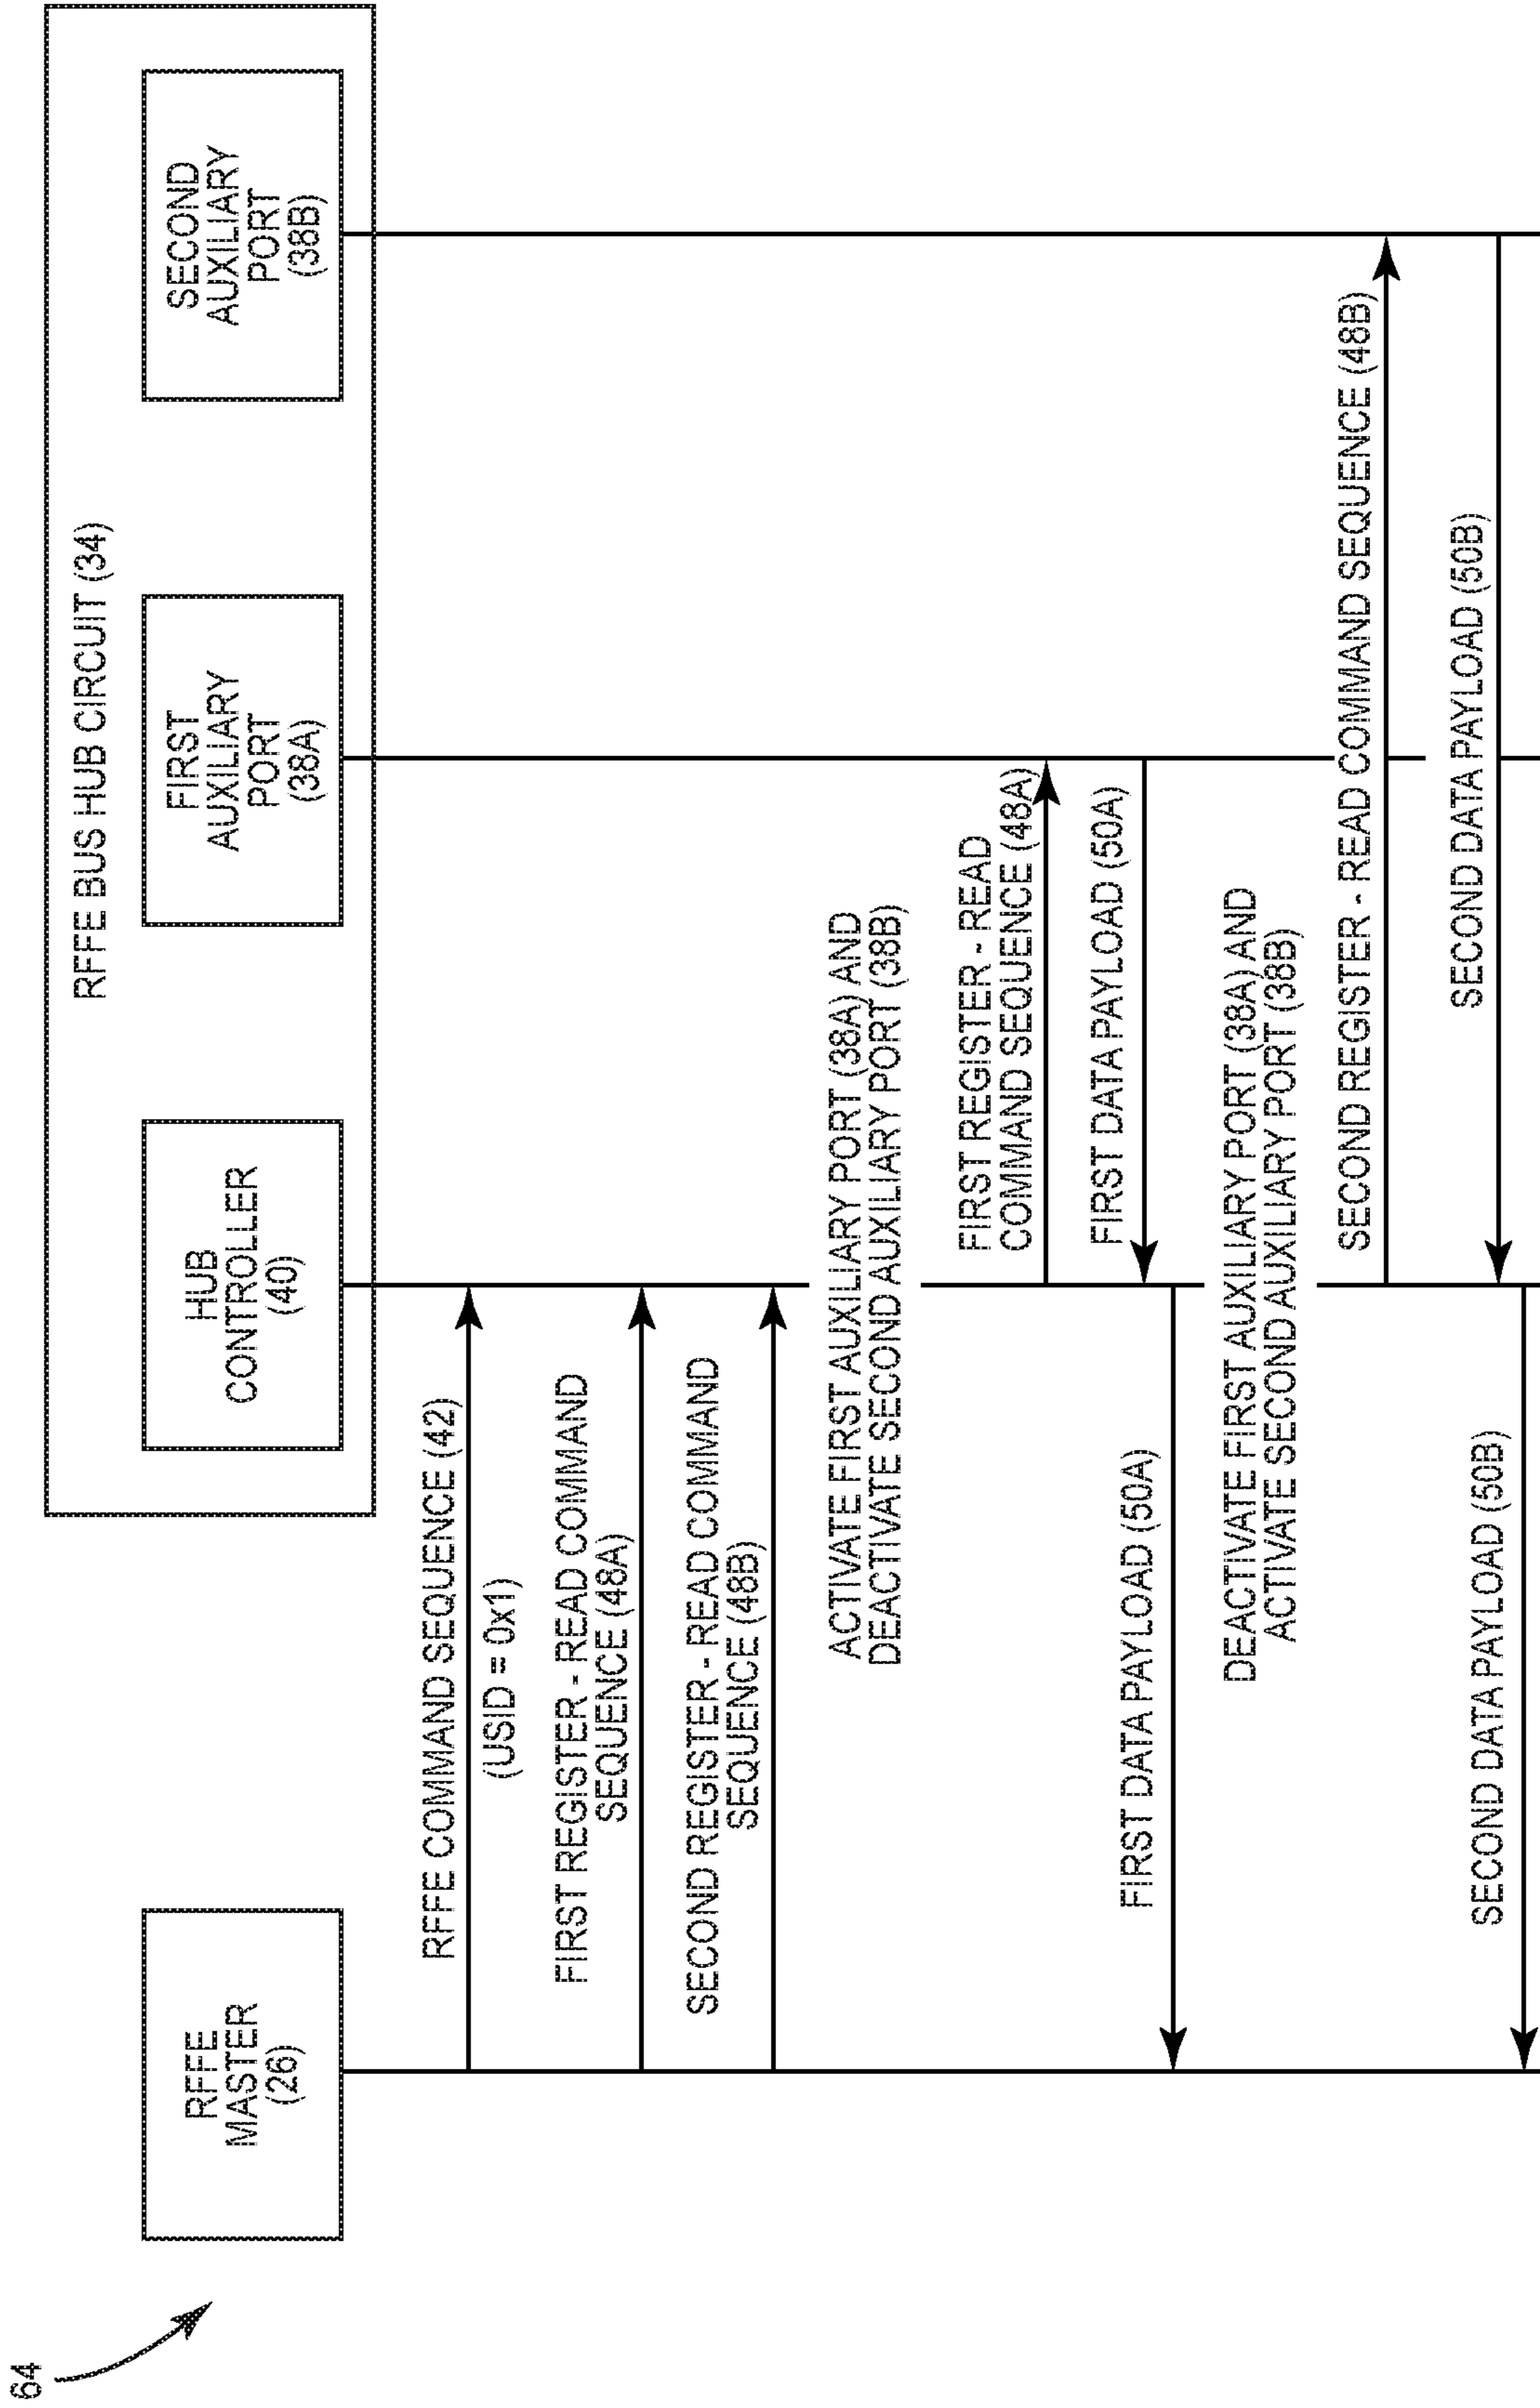 64
RFFE BUS HUB CIRCUIT (34)
RFFE
MASTER
(26)
HUB
CONTROLLER
(40)
FIRST
AUXILIARY
PORT
(38A)
SECOND
AUXILIARY
PORT
(38B)
RFFE COMMAND SEQUENCE (42)
(USID = 0x1)
FIRST REGISTER - READ COMMAND
SEQUENCE (48A)
SECOND REGISTER - READ COMMAND
SEQUENCE (48B)
ACTIVATE FIRST AUXILIARY PORT (38A) AND
DEACTIVATE SECOND AUXILIARY PORT (38B)
FIRST REGISTER - READ
COMMAND SEQUENCE (48A)
FIRST DATA PAYLOAD (50A)
FIRST DATA PAYLOAD (50A)
DEACTIVATE FIRST AUXILIARY PORT (38A) AND
ACTIVATE SECOND AUXILIARY PORT (38B)
SECOND REGISTER - READ COMMAND SEQUENCE (48B)
SECOND DATA PAYLOAD (50B)
SECOND DATA PAYLOAD (50B)